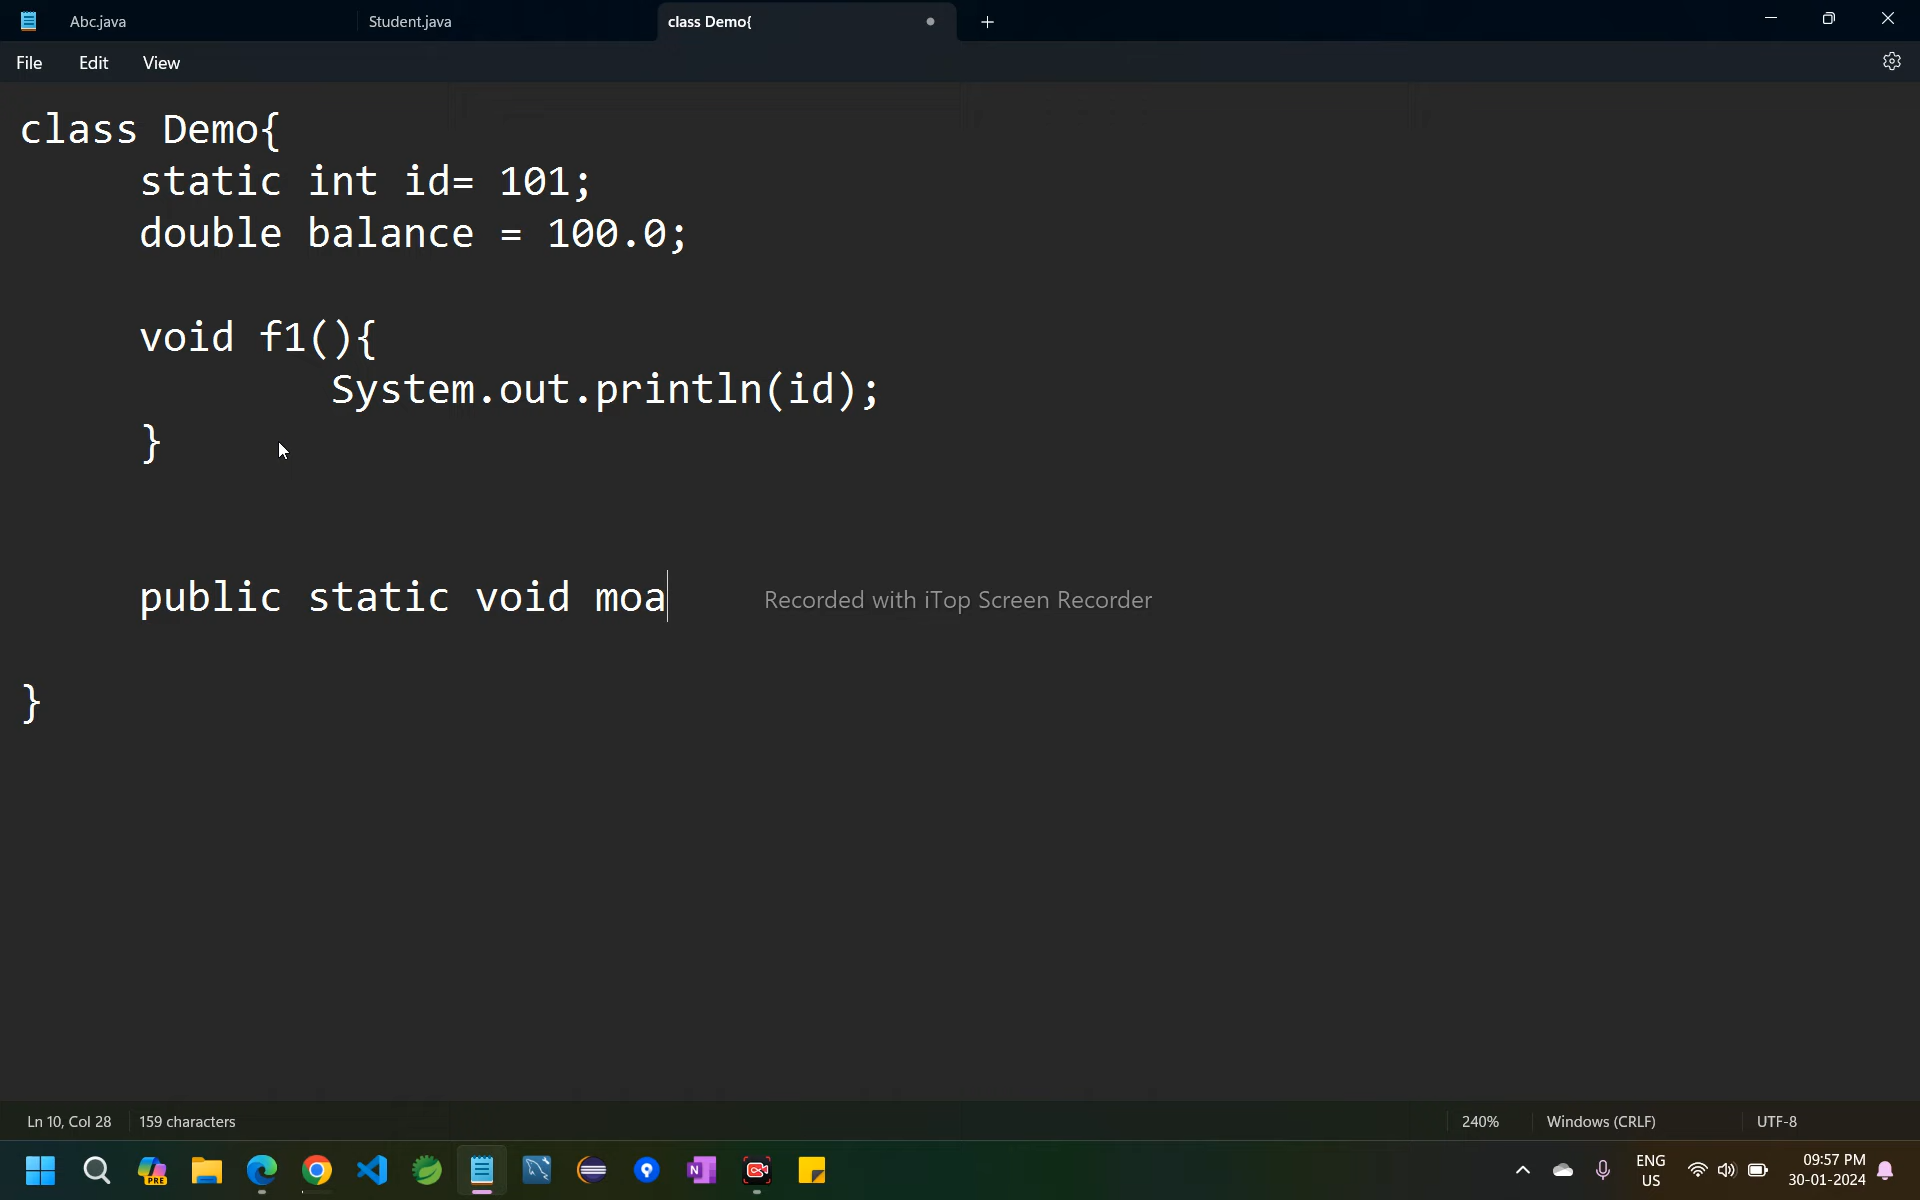 Abc.java
Student.java
class Demo{
File
Edit
View
class Demo{
static int id= 101;
double balance = 100.0;
void f1(){
System.out.println(id);
}
public static void moa
Recorded with iTop Screen Recorder
}
Ln 10, Col 28
159 characters
240%
Windows (CRLF)
UTF-8
PRE
N
ENG
US
09:57 PM
30-01-2024